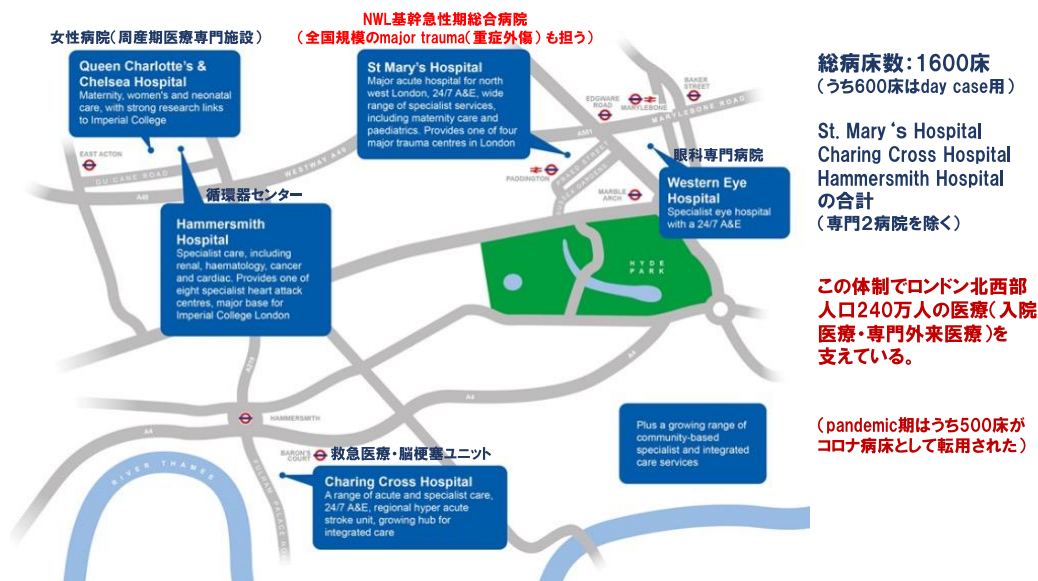 NWL基幹急性期総合病院
(全国規模のmajor trauma(重症外傷)も担う)
女性病院(周産期医療専門施設)
Queen Charlotte's &
Chelsea Hospital
Maternity, women's and neonatal
care, with strong research links
to Imperial College
St Mary's Hospital
Major acute hospital for north
west London, 24/7 A&E, wide
range of specialist services,
including maternity care and
paediatrics. Provides one of four
major trauma centres in London
EDGWARE
ROAD
MARYLEBONE
BAKER
STREET
MARYLEBONE ROAD
A501
WESTWAY A40
EAST ACTON
DU CANE ROAD
A40
PADDINGTON
PRAED STREET
SUSSEX GARDENS
MARBLE
ARCH
眼科専門病院
Western Eye
Hospital
Specialist eye hospital
with a 24/7 A&E
循環器センター
Hammersmith
Hospital
Specialist care, including
renal, haematology, cancer
and cardiac. Provides one of
eight specialist heart attack
centres, major base for
Imperial College London
HYDE
PARK
A219
HAMMERSMITH
A4
A4
A4
BARON'S
COURT
救急医療・脳梗塞ユニット
Charing Cross Hospital
A range of acute and specialist care,
24/7 A&E, regional hyper acute
stroke unit, growing hub for
integrated care
RIVER THAMES
FULHAM PALACE ROAD
Plus a growing range of
community-based
specialist and integrated
care services
総病床数:1600床
(うち600床はday case用)
St. Mary‘s Hospital
Charing Cross Hospital
Hammersmith Hospital
の合計
(専門2病院を除く)
この体制でロンドン北西部
人口240万人の医療(入院
医療・専門外来医療)を
支えている。
(pandemic期はうち500床が
コロナ病床として転用された)